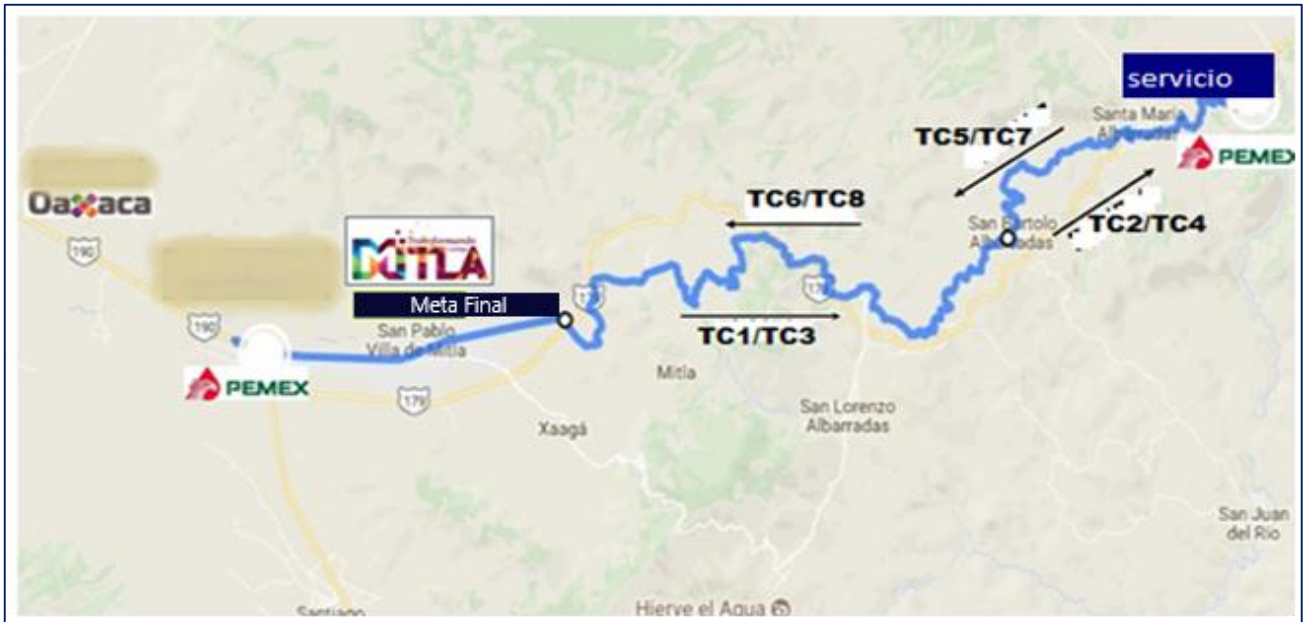 servicio
Santa María
Albarradas
TC5/TC7
PEMEX
TC6/TC8
San Bartolo
Albarradas
TC2/TC4
Oaxaca
190
Transformando
MITLA
Meta Final
179
179
190
San Pablo
Villa de Mitla
TC1/TC3
PEMEX
Mitla
179
San Lorenzo
Albarradas
Xaagá
San Juan
del Rio
Santiago
Hierve el Agua